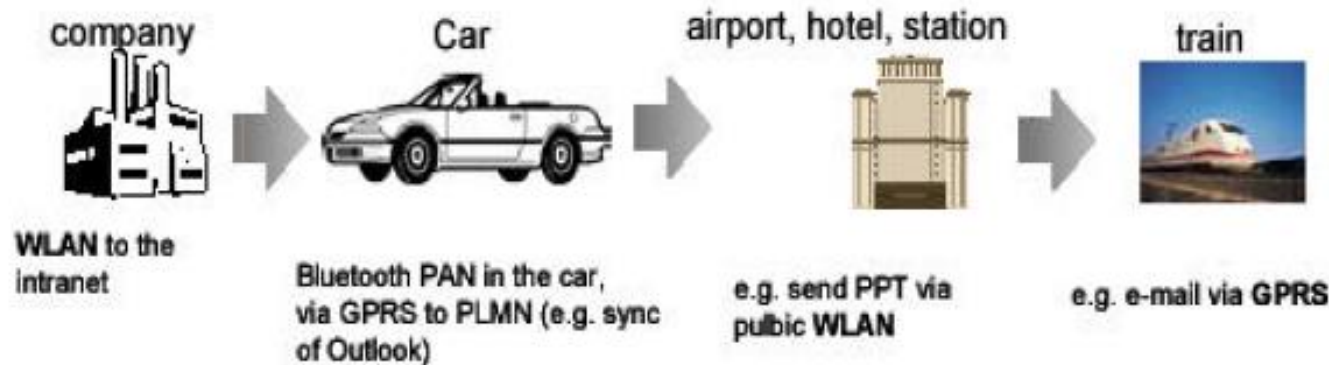 company
Car
airport, hotel, station
train
WLAN to the
intranet
Bluetooth PAN in the car,
via GPRS to PLMN (e.g. sync
of Outlook)
e.g. send PPT via
pulbic WLAN
e.g. e-mail via GPRS